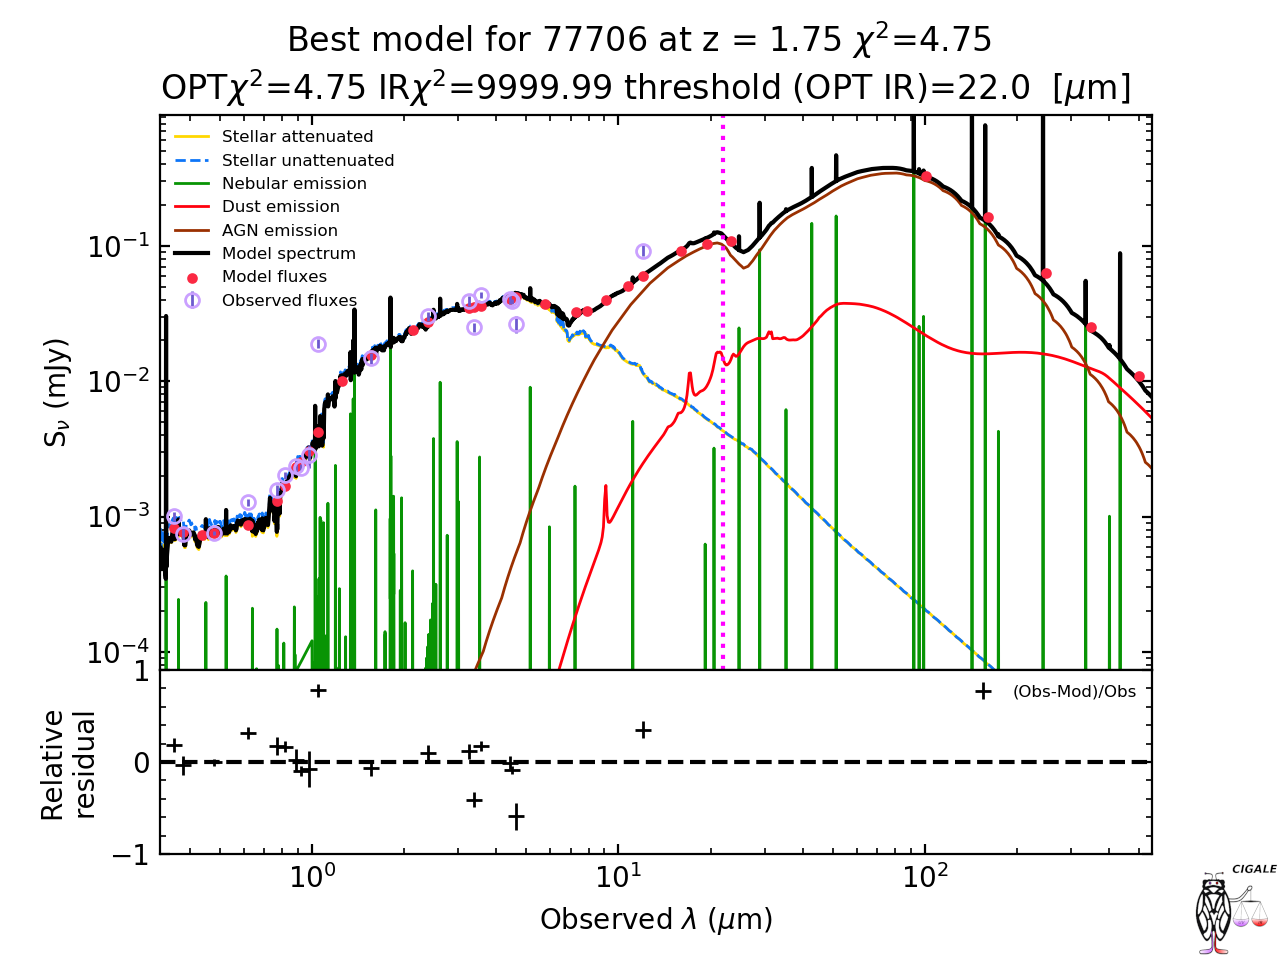 Best model for 77706 at z = 1.75 χ²=4.75
OPTχ²=4.75 IRχ²=9999.99 threshold (OPT IR)=22.0 [μm]
Stellar attenuated
Stellar unattenuated
Nebular emission
Dust emission
AGN emission
Model spectrum
Model fluxes
Observed fluxes
S_ν (mJy)
10⁻¹
10⁻²
10⁻³
10⁻⁴
1
0
−1
Relative
residual
(Obs-Mod)/Obs
10⁰ 10¹ 10²
Observed λ (μm)
CIGALE